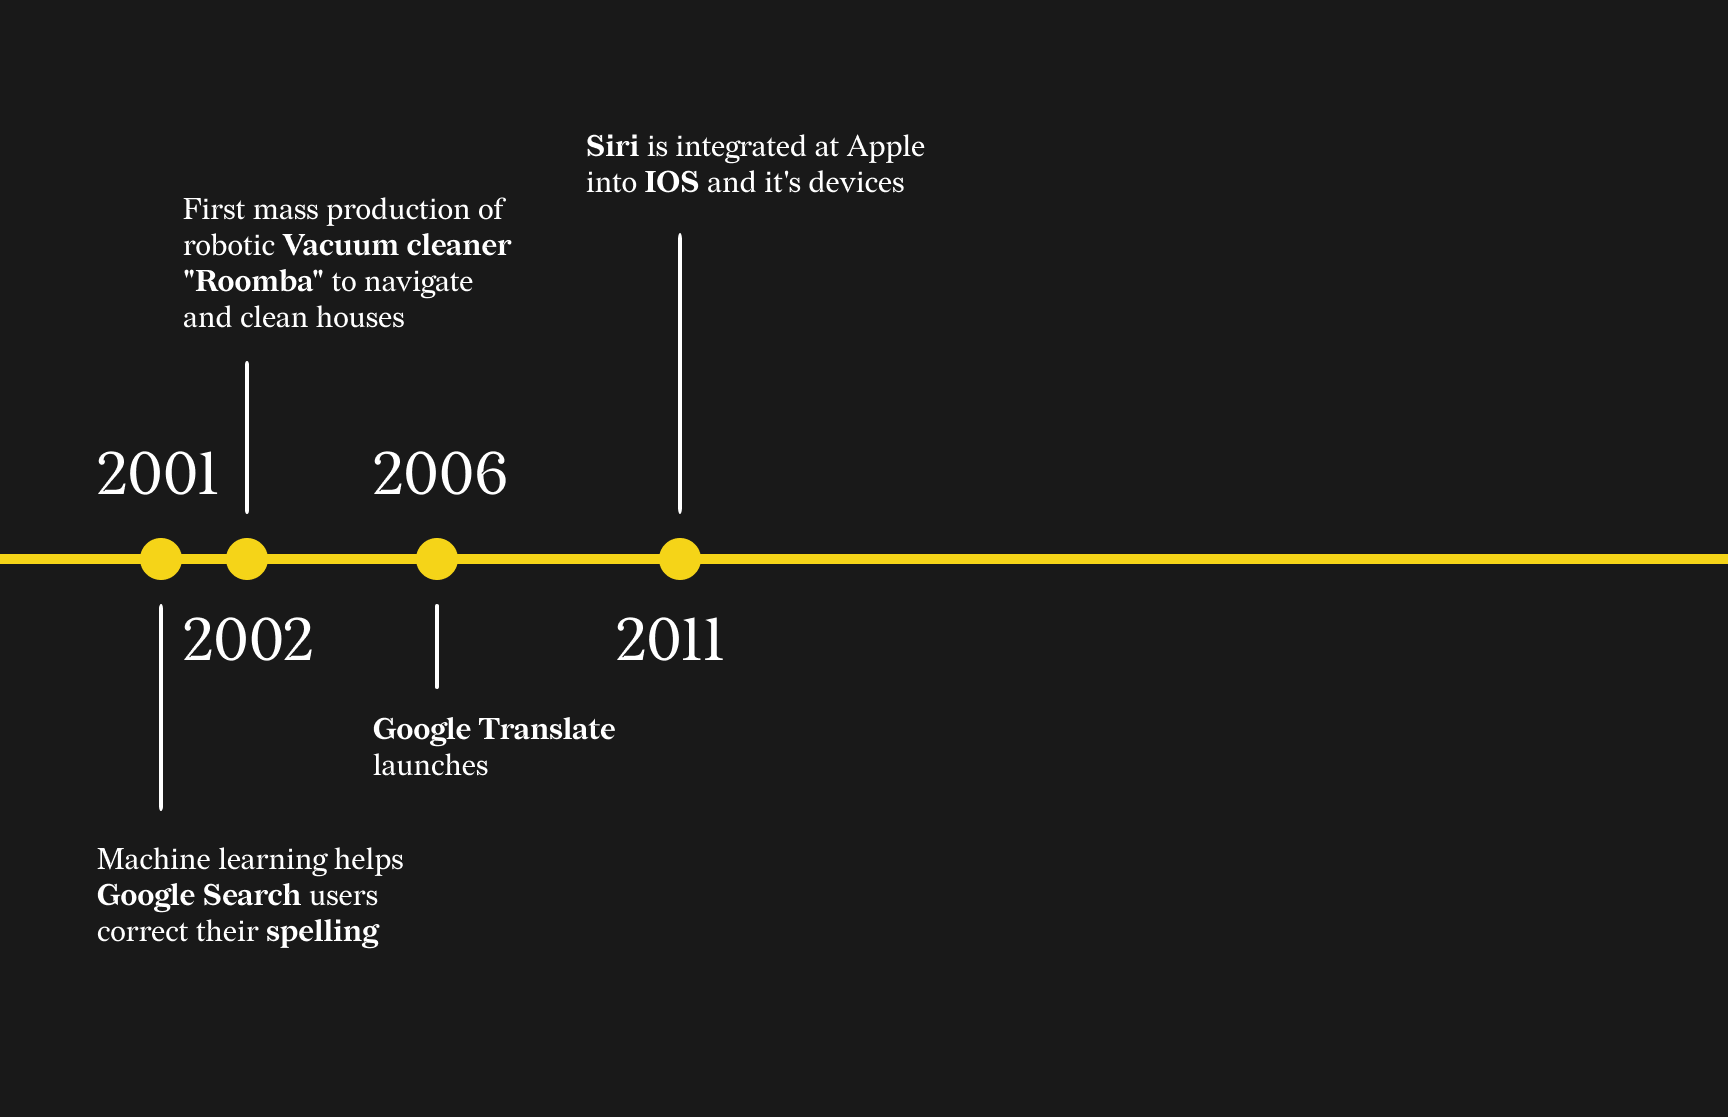 Siri is integrated at Apple
into IOS and it's devices
First mass production of
robotic Vacuum cleaner
"Roomba" to navigate
and clean houses
2001
2006
2002
2011
Google Translate
launches
Machine learning helps
Google Search users
correct their spelling